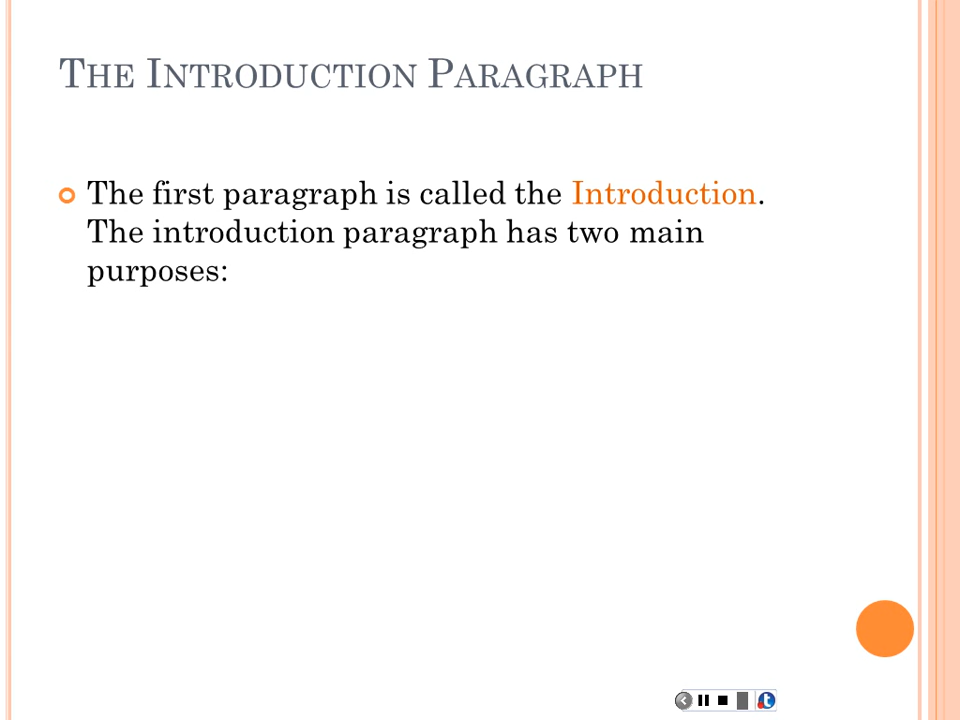 The Introduction Paragraph
The first paragraph is called the Introduction.
The introduction paragraph has two main
purposes:
t